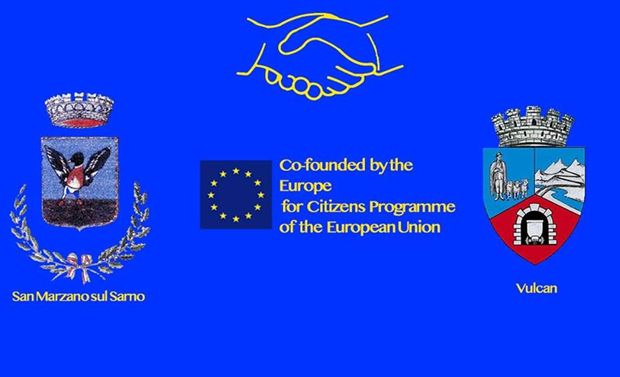 Co-founded by the
Europe
for Citizens Programme
of the European Union
San Marzano sul Sarno
Vulcan